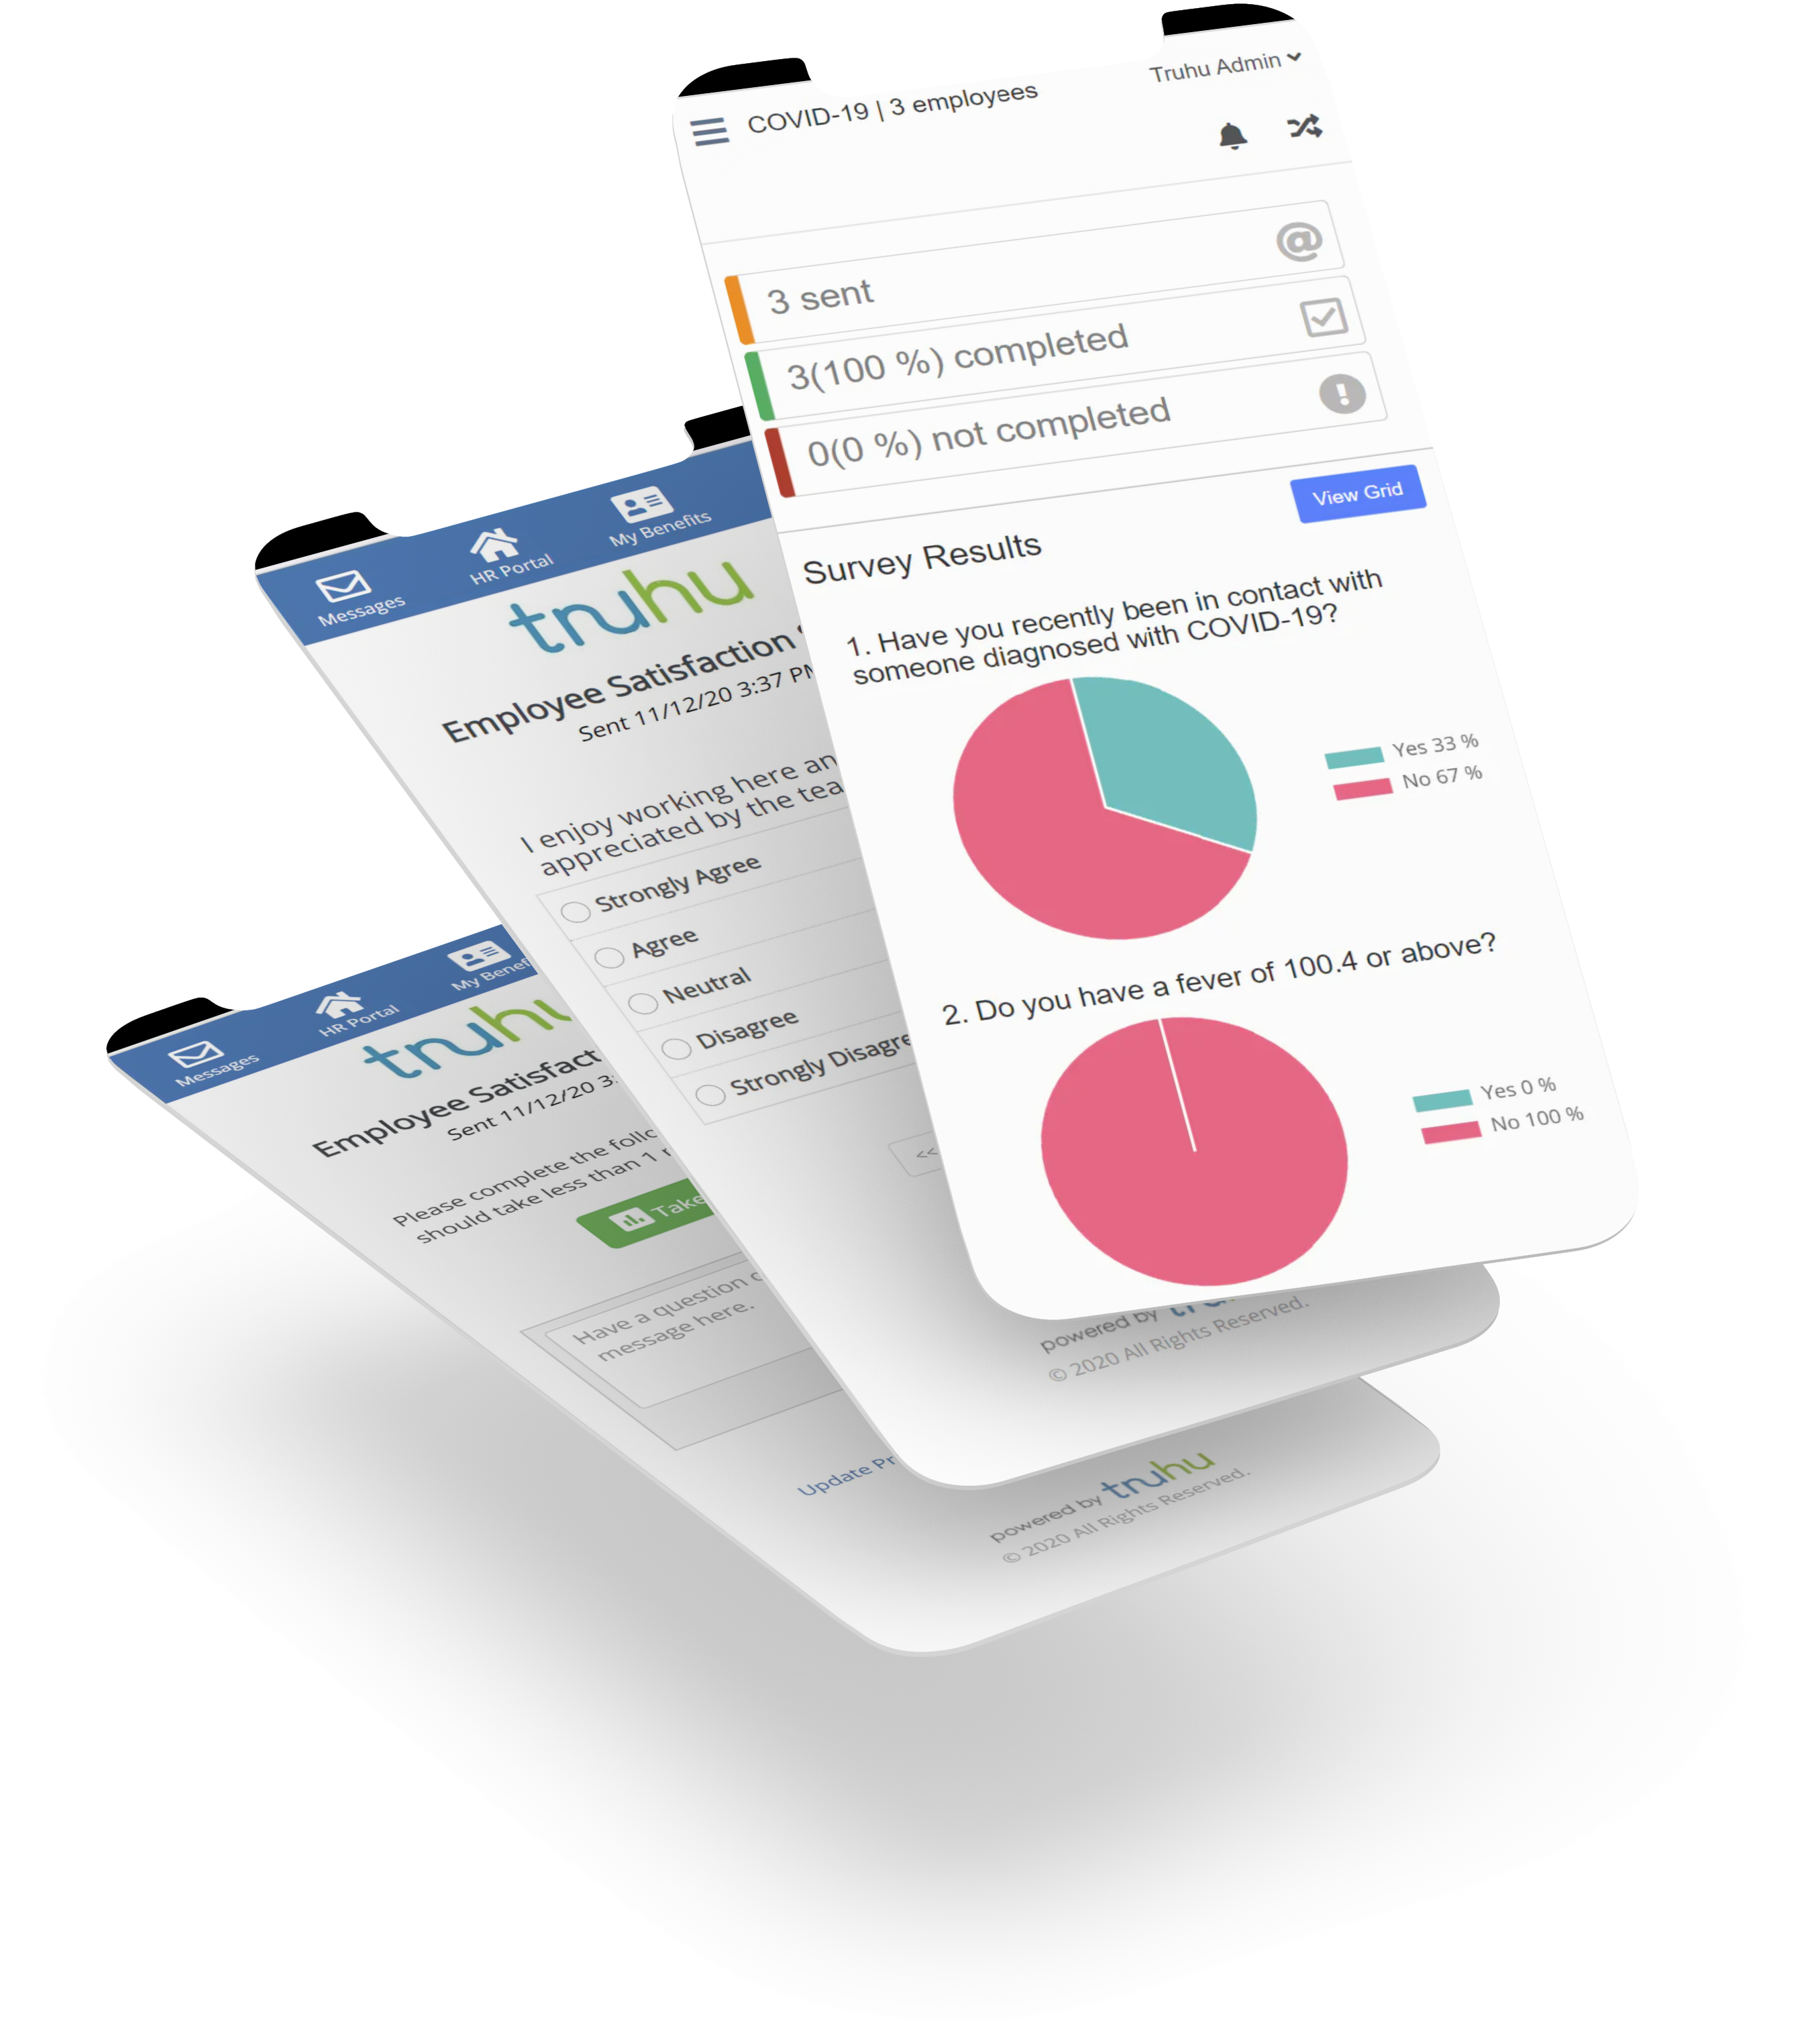 Truhu Admin
COVID-19 | 3 employees
3 sent
3(100 %) completed
0(0 %) not completed
View Grid
Survey Results
1. Have you recently been in contact with
someone diagnosed with COVID-19?
Yes 33 %
No 67 %
2. Do you have a fever of 100.4 or above?
Yes 0 %
No 100 %
Messages
HR Portal
My Benefits
truhu
Employee Satisfaction
Sent 11/12/20 3:37 PM
I enjoy working here an
appreciated by the tea
Strongly Agree
Agree
Neutral
Disagree
Strongly Disagre
<<
powered by
© 2020 All Rights Reserved.
Messages
HR Portal
My Benef
truhu
Employee Satisfact
Sent 11/12/20 3:
Please complete the follo
should take less than 1
Take
Have a question
message here.
Update Pr
powered by truhu
© 2020 All Rights Reserved.